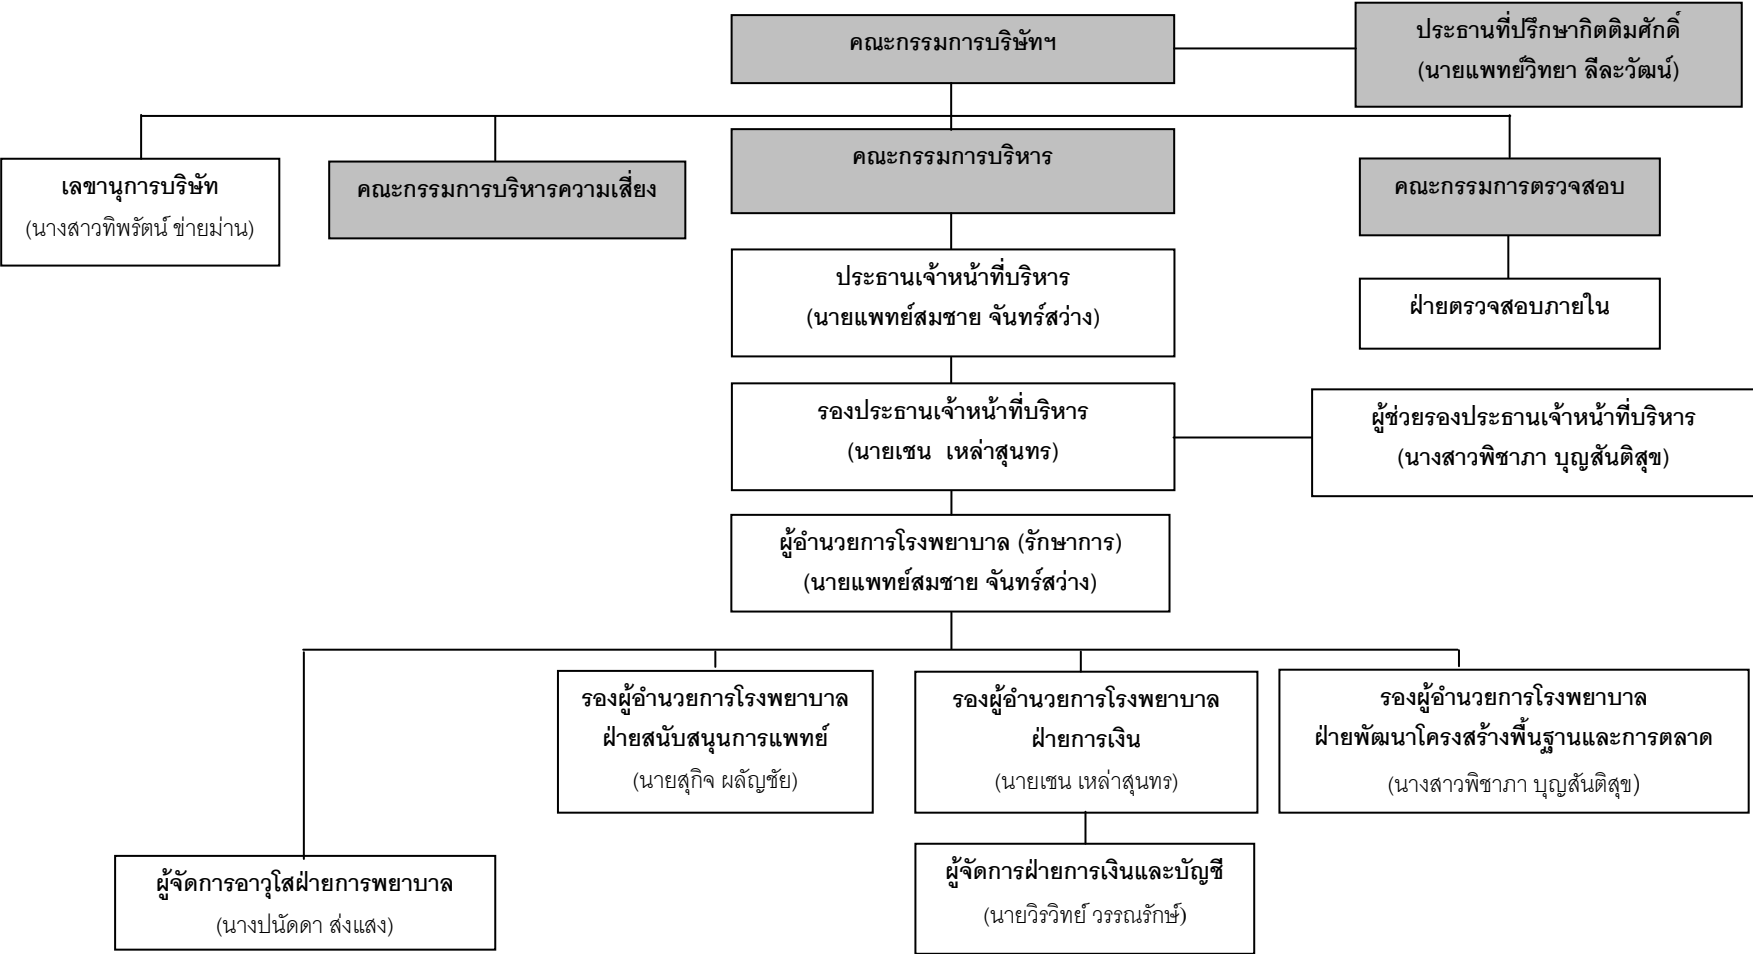 คณะกรรมการบริษัทฯ
ประธานที่ปรึกษากิตติมศักดิ์
(นายแพทย์วิทยา ลีละวัฒน์)
เลขานุการบริษัท
(นางสาวทิพรัตน์ ข่ายม่าน)
คณะกรรมการบริหารความเสี่ยง
คณะกรรมการบริหาร
คณะกรรมการตรวจสอบ
ประธานเจ้าหน้าที่บริหาร
(นายแพทย์สมชาย จันทร์สว่าง)
ฝ่ายตรวจสอบภายใน
รองประธานเจ้าหน้าที่บริหาร
(นายเชน เหล่าสุนทร)
ผู้ช่วยรองประธานเจ้าหน้าที่บริหาร
(นางสาวพิชาภา บุญสันติสุข)
ผู้อำนวยการโรงพยาบาล (รักษาการ)
(นายแพทย์สมชาย จันทร์สว่าง)
รองผู้อำนวยการโรงพยาบาล
ฝ่ายสนับสนุนการแพทย์
(นายสุกิจ ผลัญชัย)
รองผู้อำนวยการโรงพยาบาล
ฝ่ายการเงิน
(นายเชน เหล่าสุนทร)
รองผู้อำนวยการโรงพยาบาล
ฝ่ายพัฒนาโครงสร้างพื้นฐานและการตลาด
(นางสาวพิชาภา บุญสันติสุข)
ผู้จัดการอาวุโสฝ่ายการพยาบาล
(นางปนัดดา ส่งแสง)
ผู้จัดการฝ่ายการเงินและบัญชี
(นายวิรวิทย์ วรรณรักษ์)